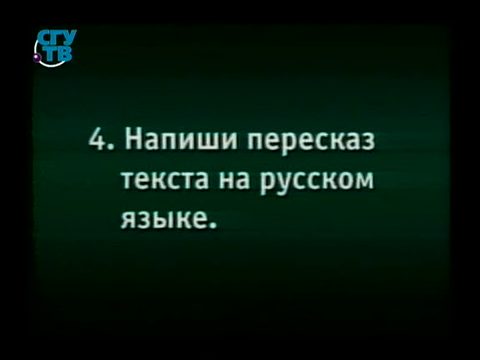 СГУ
ТВ
4. Напиши пересказ
текста на русском
языке.